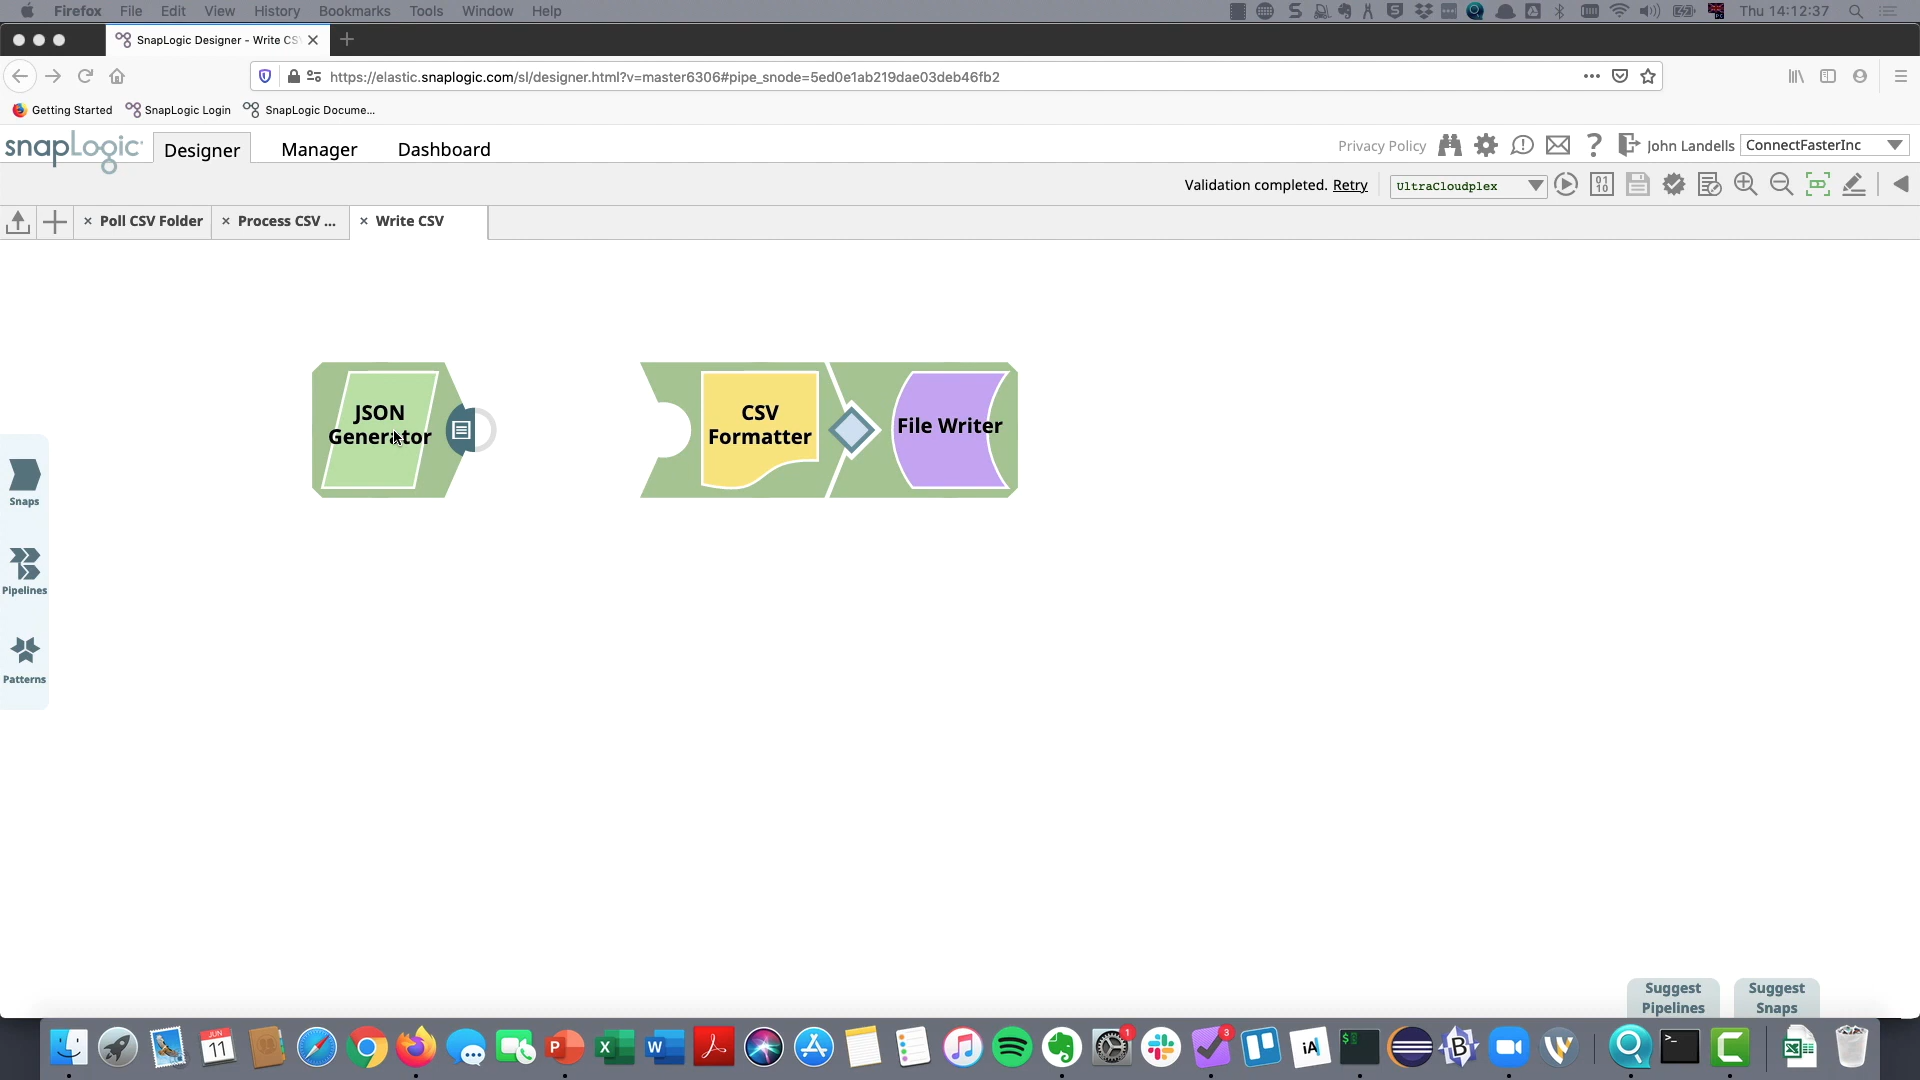 Firefox File Edit View History Bookmarks Tools Window Help Thu 14:12:37
SnapLogic Designer - Write CS
https://elastic.snaplogic.com/sl/designer.html?v=master6306#pipe_snode=5ed0e1ab219dae03deb46fb2
Getting Started SnapLogic Login SnapLogic Docume...
snapLogic Designer Manager Dashboard Privacy Policy John Landells ConnectFasterInc
Validation completed. Retry UltraCloudplex
Poll CSV Folder Process CSV ... Write CSV
JSON
Generator
CSV
Formatter
File Writer
Snaps
Pipelines
Patterns
Suggest
Pipelines
Suggest
Snaps
JUN
11